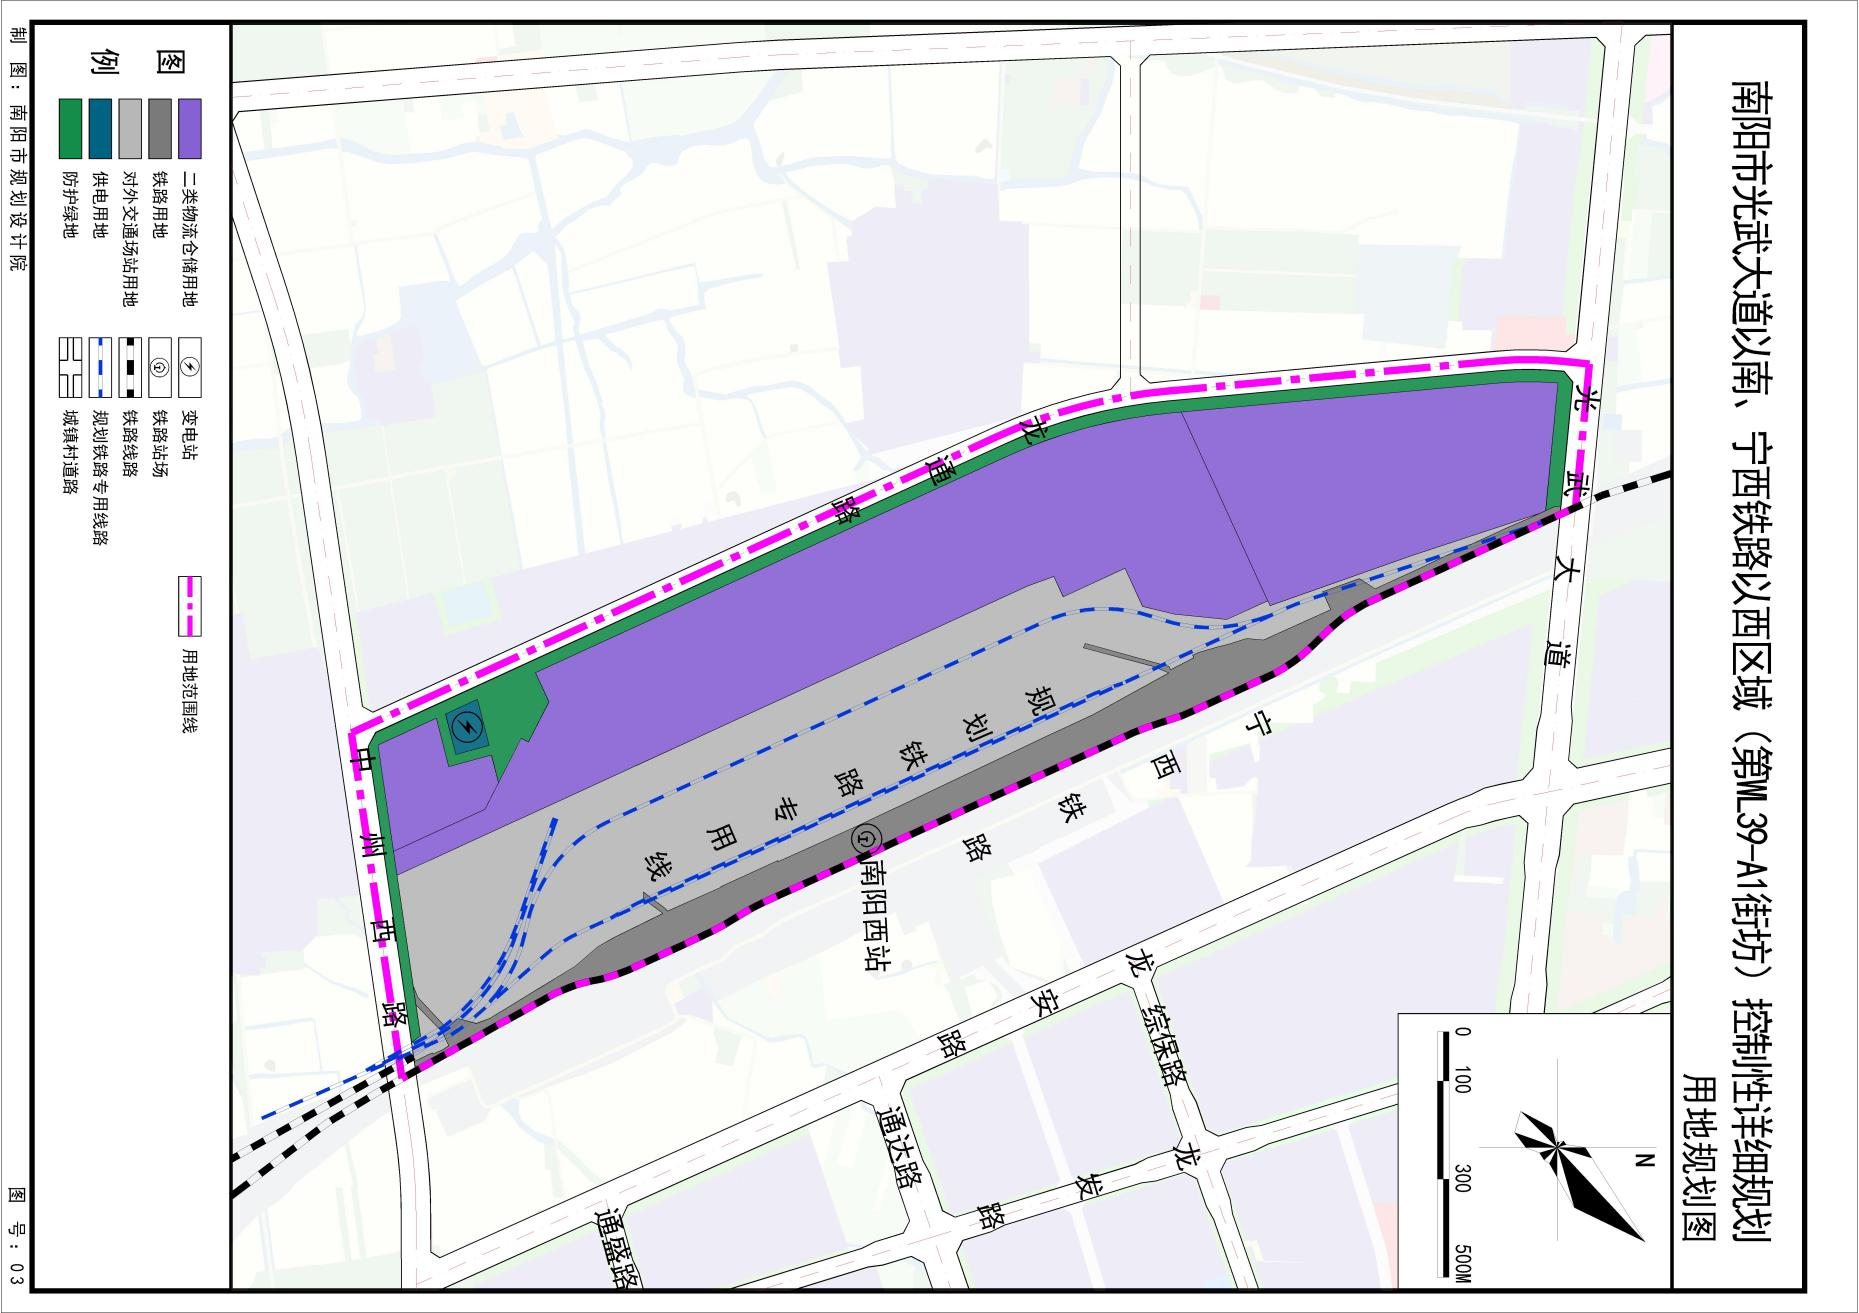 南阳市光武大道以南、宁西铁路以西区域（第WL39-A1街坊）控制性详细规划
用地规划图
N
0 100 300 500M
光武大道
龙通路
中州西路
规划铁路专用线
宁西铁路
南阳西站
龙安路
综保路
龙发路
通达路
通盛路
图例
二类物流仓储用地
铁路用地
对外交通场站用地
供电用地
防护绿地
变电站
铁路站场
铁路线路
规划铁路专用线路
城镇村道路
用地范围线
制 图：南阳市规划设计院
图 号：03